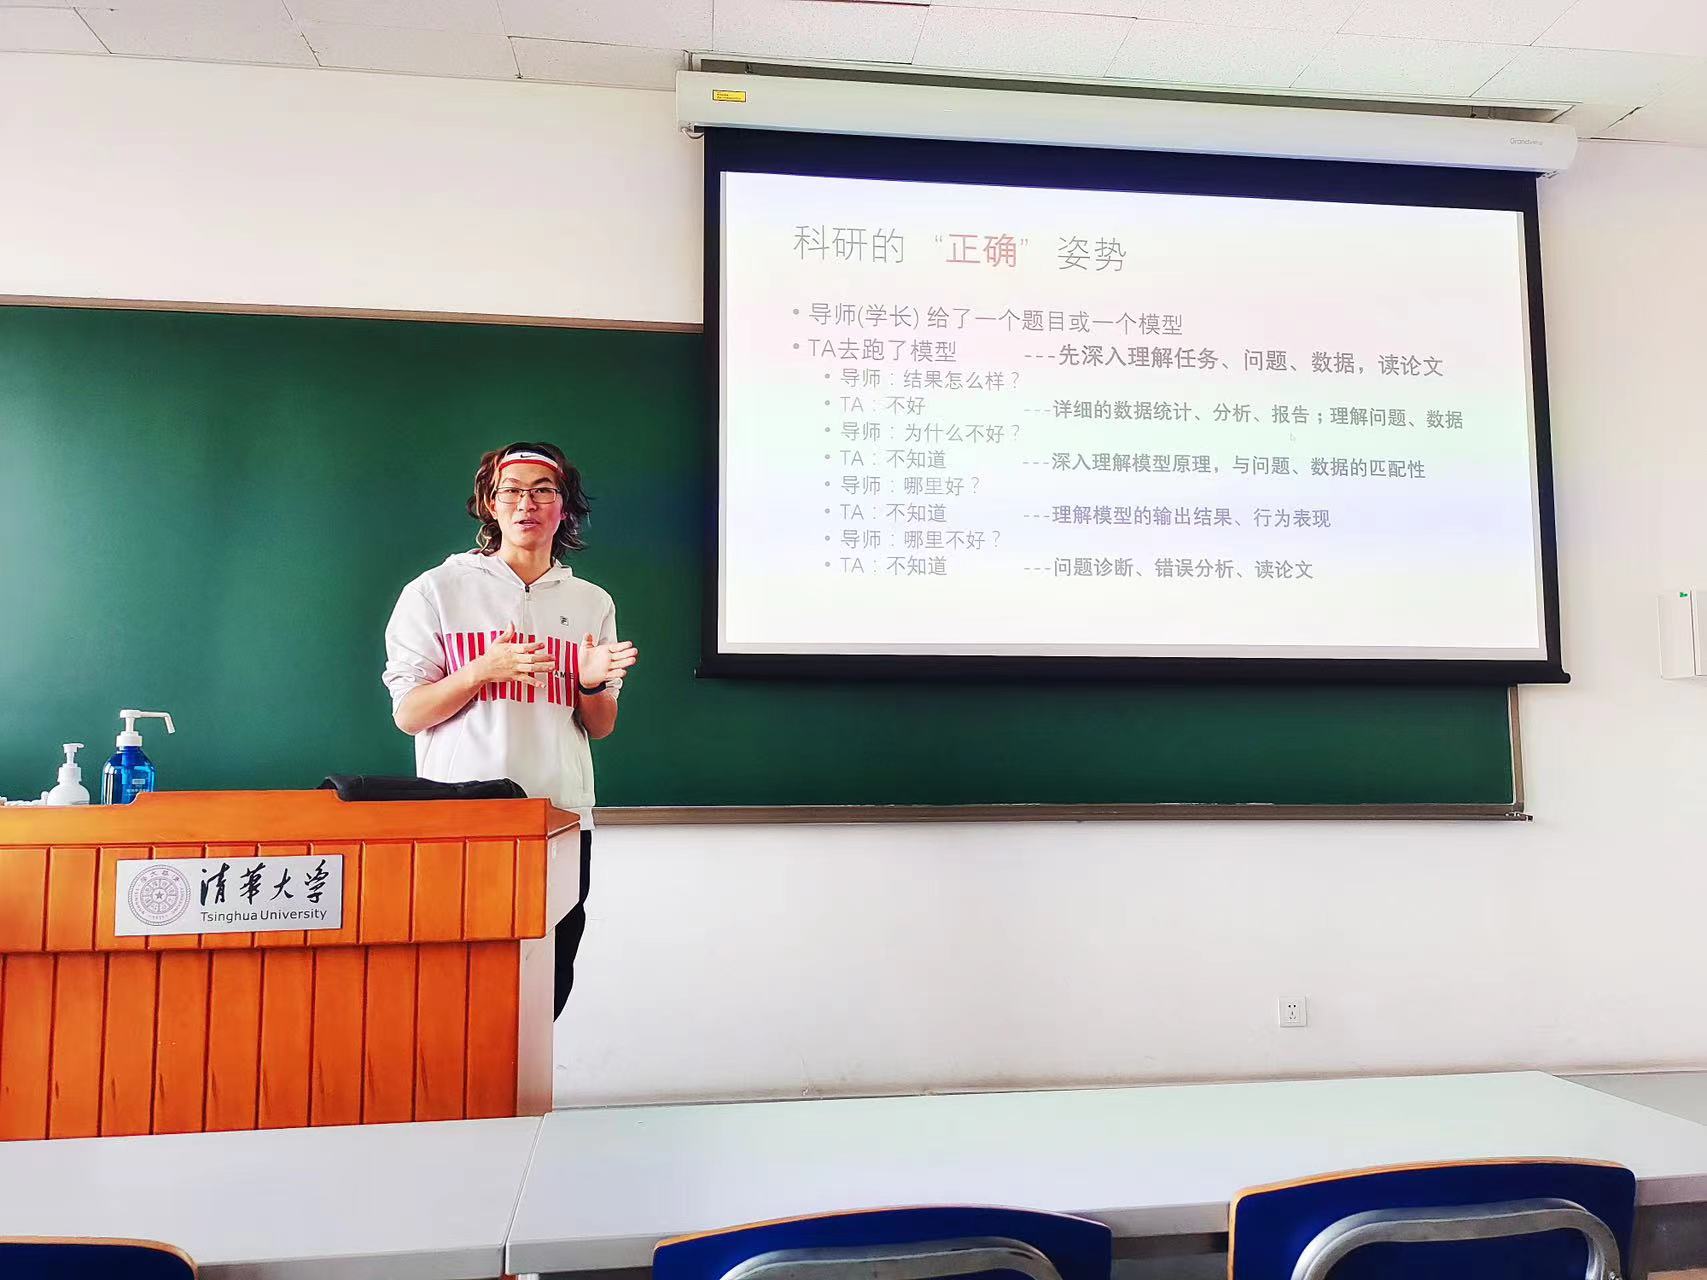 科研的 “正确” 姿势
• 导师(学长) 给了一个题目或一个模型
• TA去跑了模型 ---先深入理解任务、问题、数据，读论文
• 导师：结果怎么样？
• TA：不好 ---详细的数据统计、分析、报告；理解问题、数据
• 导师：为什么不好？
• TA：不知道 ---深入理解模型原理，与问题、数据的匹配性
• 导师：哪里好？
• TA：不知道 ---理解模型的输出结果、行为表现
• 导师：哪里不好？
• TA：不知道 ---问题诊断、错误分析、读论文
清华大学
Tsinghua University